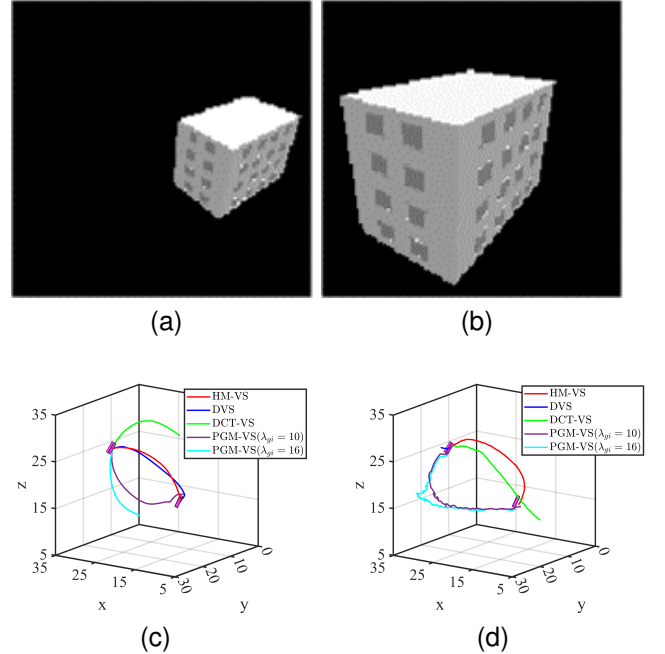 (a)
(b)
HM-VS
DVS
DCT-VS
PGM-VS(λgi = 10)
PGM-VS(λgi = 16)
35
25
15
5
z
35
25
15
5
x
30
20
10
0
y
(c)
HM-VS
DVS
DCT-VS
PGM-VS(λgi = 10)
PGM-VS(λgi = 16)
35
25
15
5
z
35
25
15
5
x
30
20
10
0
y
(d)